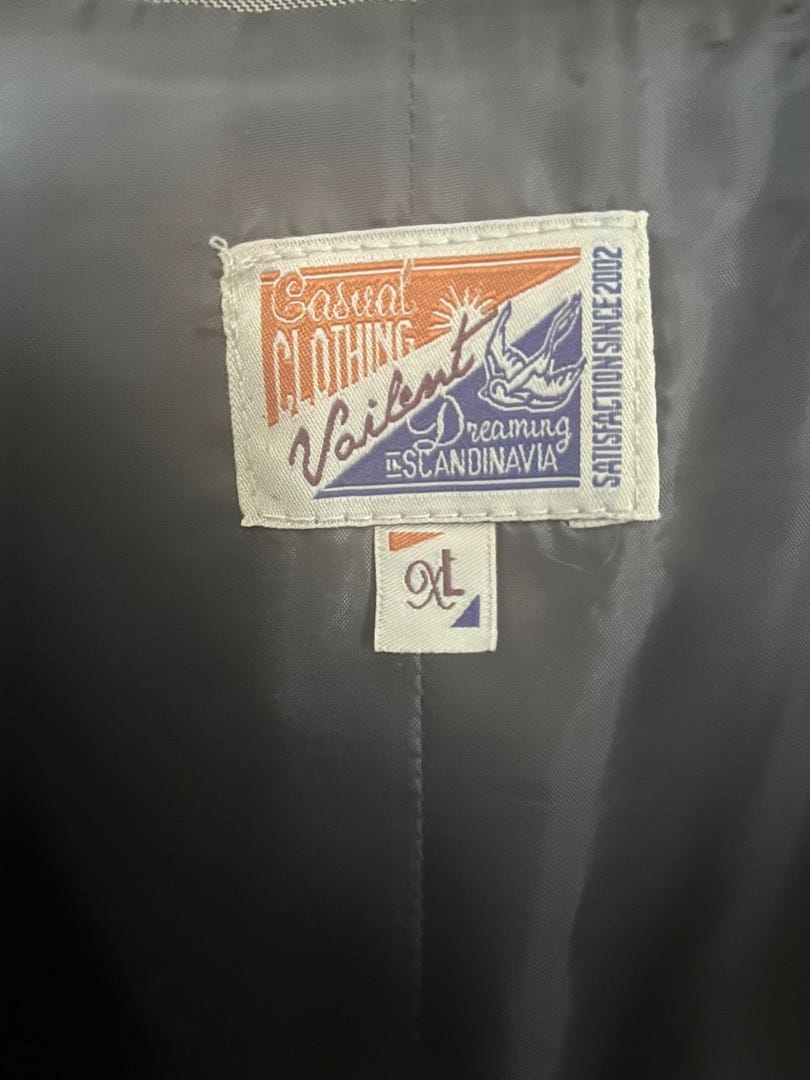 Casual
CLOTHING
Vailent
Dreaming
IN SCANDINAVIA
SATISFACTION SINCE 2002
XL